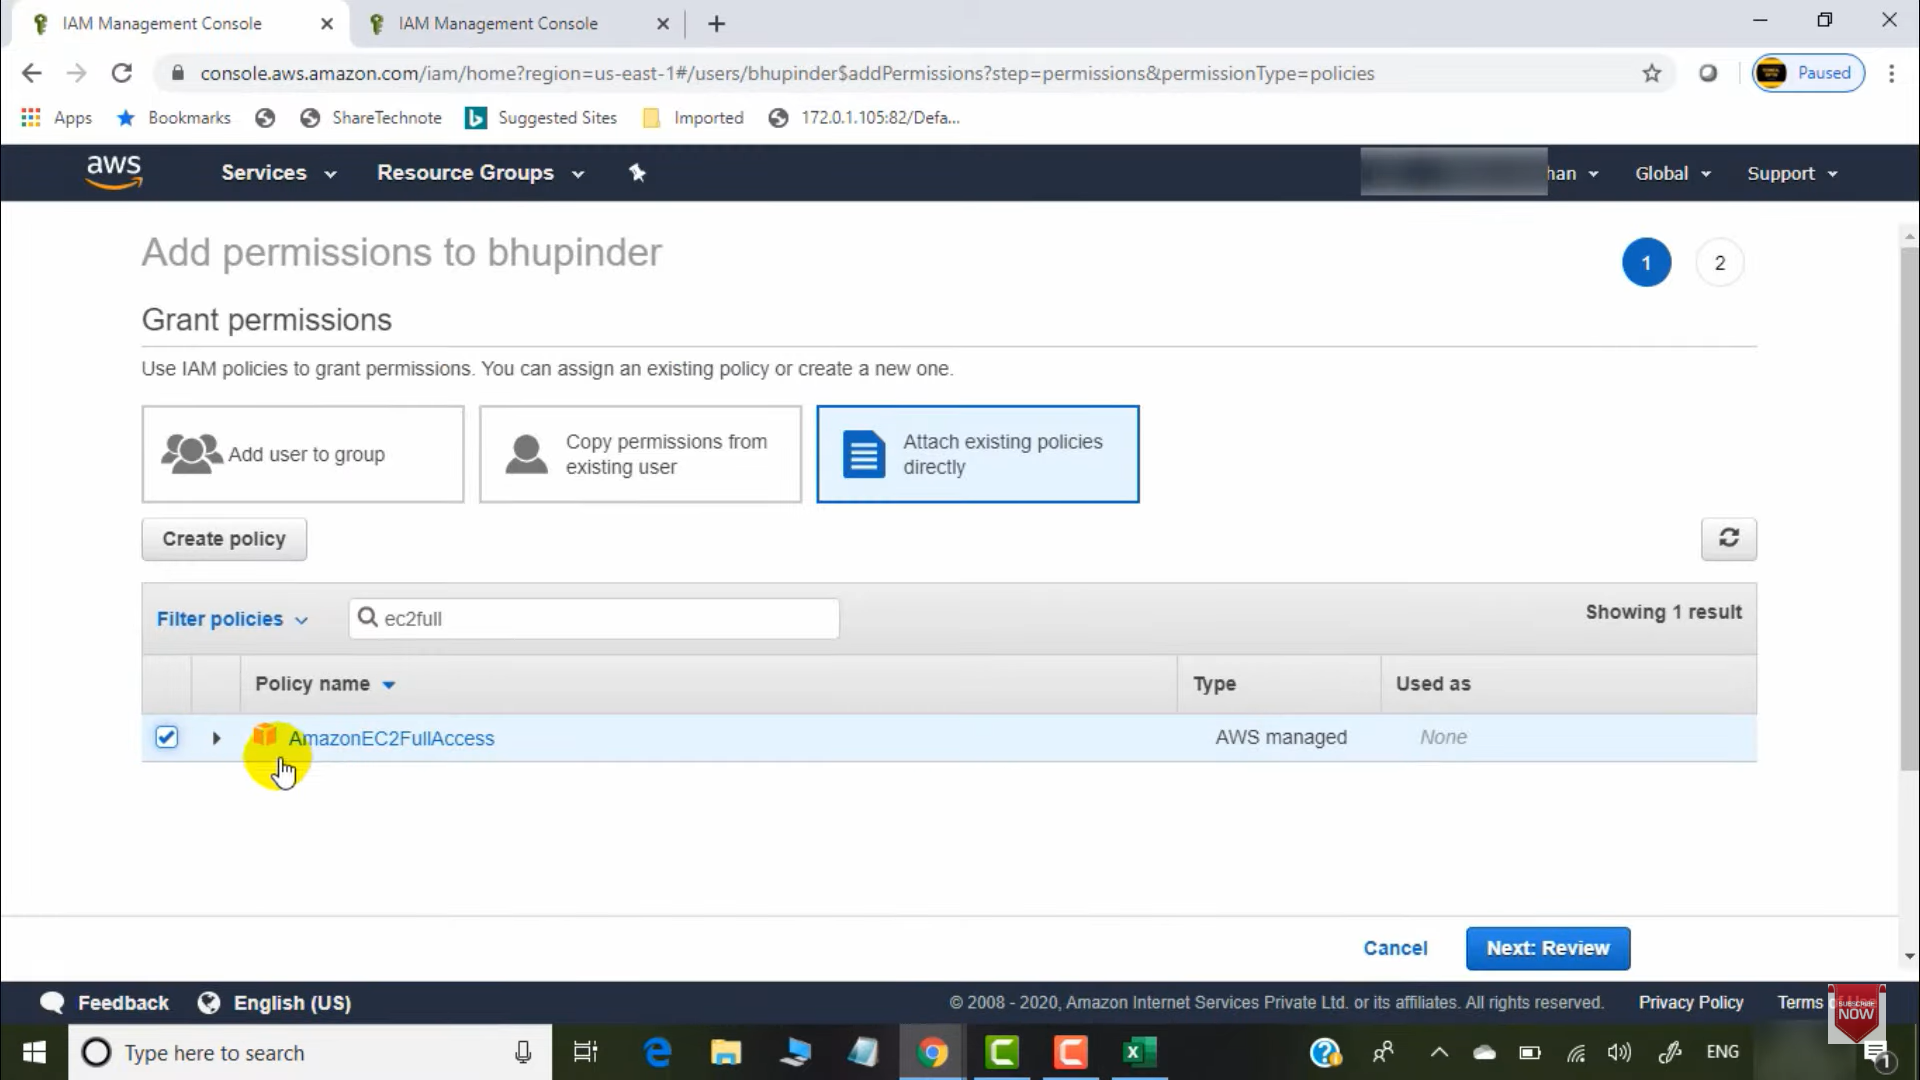 IAM Management Console
IAM Management Console
console.aws.amazon.com/iam/home?region=us-east-1#/users/bhupinder$addPermissions?step=permissions&permissionType=policies
Paused
Apps
Bookmarks
ShareTechnote
Suggested Sites
Imported
172.0.1.105:82/Defa...
aws
Services
Resource Groups
han
Global
Support
Add permissions to bhupinder
1
2
Grant permissions
Use IAM policies to grant permissions. You can assign an existing policy or create a new one.
Add user to group
Copy permissions from
existing user
Attach existing policies
directly
Create policy
Filter policies
ec2full
Showing 1 result
Policy name
Type
Used as
AmazonEC2FullAccess
AWS managed
None
Cancel
Next: Review
Feedback
English (US)
© 2008 - 2020, Amazon Internet Services Private Ltd. or its affiliates. All rights reserved.
Privacy Policy
Terms
SUBSCRIBE
NOW
Type here to search
ENG
1